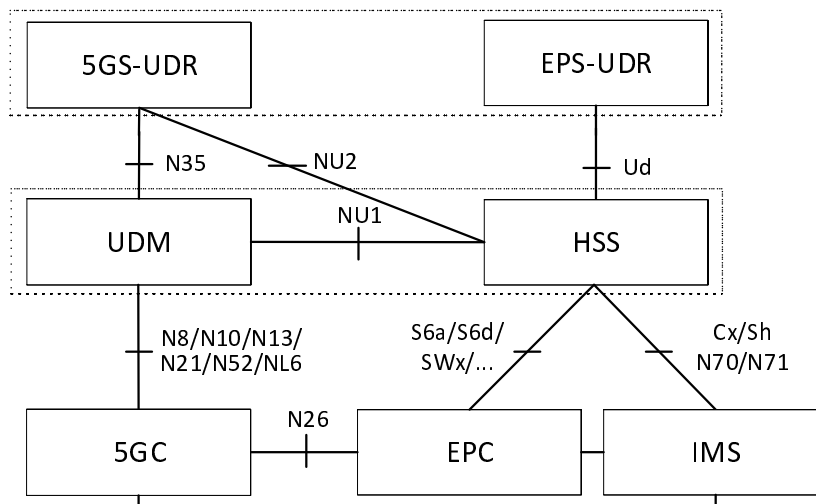 5GS-UDR
EPS-UDR
N35
NU2
Ud
UDM
NU1
HSS
N8/N10/N13/
N21/N52/NL6
S6a/S6d/
SWx/...
Cx/Sh
N70/N71
5GC
N26
EPC
IMS